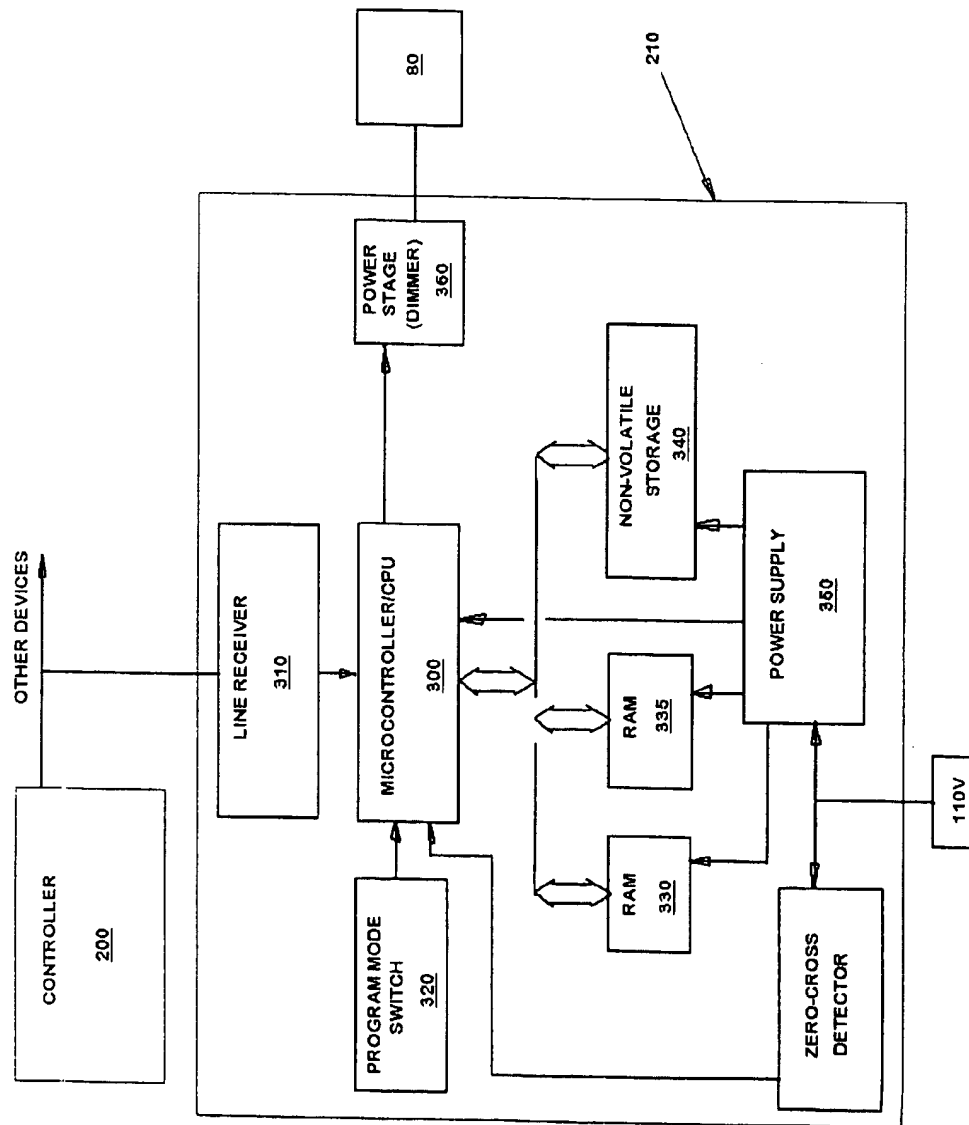 OTHER DEVICES
CONTROLLER
200
LINE RECEIVER
310
PROGRAM MODE
SWITCH
320
MICROCONTROLLER/CPU
300
POWER
STAGE
(DIMMER)
360
80
210
RAM
330
RAM
335
NON-VOLATILE
STORAGE
340
ZERO-CROSS
DETECTOR
POWER SUPPLY
350
110V